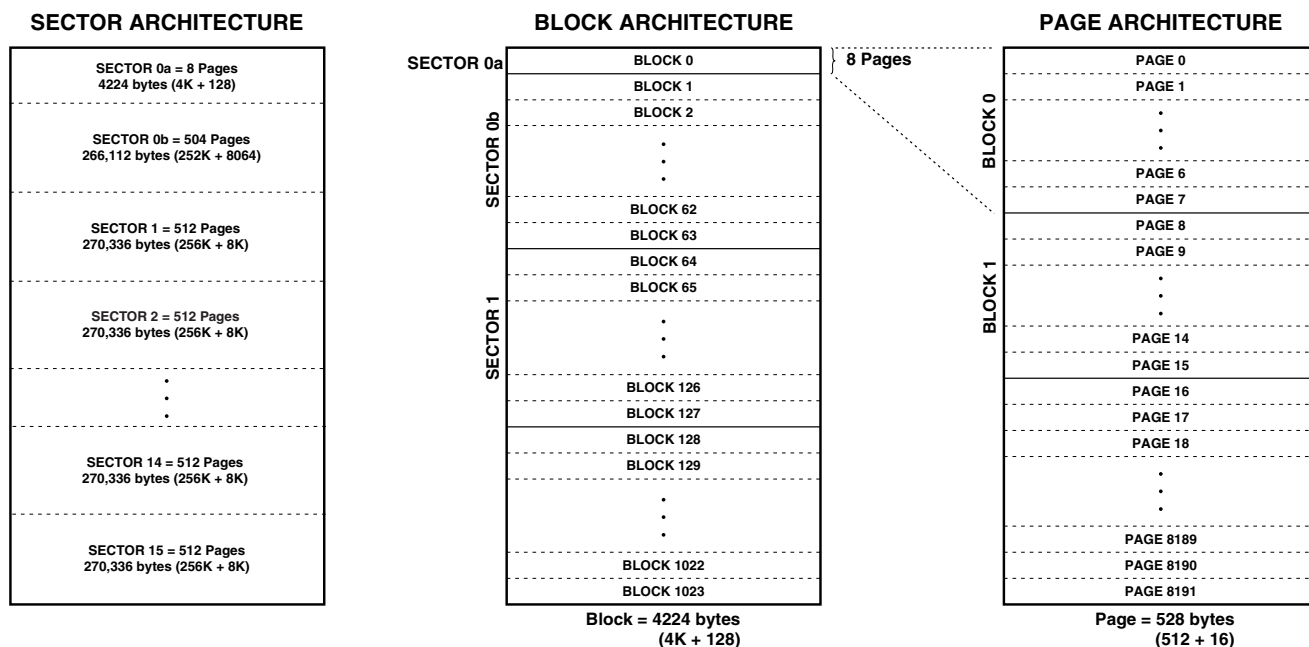 SECTOR ARCHITECTURE
SECTOR 0a = 8 Pages
4224 bytes (4K + 128)
SECTOR 0b = 504 Pages
266,112 bytes (252K + 8064)
SECTOR 1 = 512 Pages
270,336 bytes (256K + 8K)
SECTOR 2 = 512 Pages
270,336 bytes (256K + 8K)
SECTOR 14 = 512 Pages
270,336 bytes (256K + 8K)
SECTOR 15 = 512 Pages
270,336 bytes (256K + 8K)
BLOCK ARCHITECTURE
SECTOR 0a
SECTOR 0b
SECTOR 1
BLOCK 0
BLOCK 1
BLOCK 2
BLOCK 62
BLOCK 63
BLOCK 64
BLOCK 65
BLOCK 126
BLOCK 127
BLOCK 128
BLOCK 129
BLOCK 1022
BLOCK 1023
Block = 4224 bytes
(4K + 128)
8 Pages
PAGE ARCHITECTURE
BLOCK 0
BLOCK 1
PAGE 0
PAGE 1
PAGE 6
PAGE 7
PAGE 8
PAGE 9
PAGE 14
PAGE 15
PAGE 16
PAGE 17
PAGE 18
PAGE 8189
PAGE 8190
PAGE 8191
Page = 528 bytes
(512 + 16)